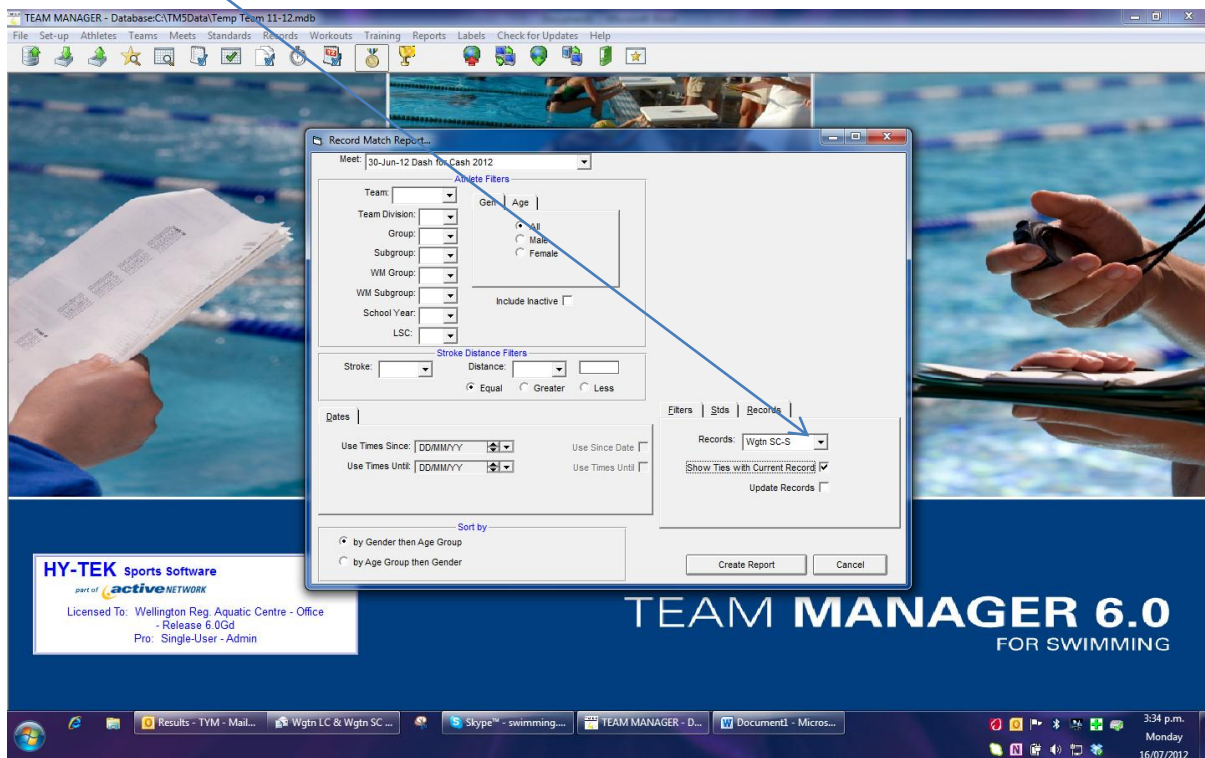 TEAM MANAGER - Database:C:\TM5Data\Temp Team 11-12.mdb
File Set-up Athletes Teams Meets Standards Records Workouts Training Reports Labels Check for Updates Help
Record Match Report...
Meet: 30-Jun-12 Dash for Cash 2012
Athlete Filters
Team:
Gen Age
Team Division:
All
Group:
Male
Subgroup:
Female
WM Group:
WM Subgroup:
Include Inactive
School Year:
LSC:
Stroke Distance Filters
Stroke: Distance:
Equal Greater Less
Dates
Filters Stds Records
Use Times Since: DD/MM/YY Use Since Date
Records: Wgtn SC-S
Use Times Until: DD/MM/YY Use Times Until
Show Ties with Current Record
Update Records
Sort by
by Gender then Age Group
by Age Group then Gender
Create Report Cancel
HY-TEK Sports Software
part of active NETWORK
Licensed To: Wellington Reg. Aquatic Centre - Office
- Release 6.0Gd
Pro: Single-User - Admin
TEAM MANAGER 6.0
FOR SWIMMING
Results - TYM - Mail... Wgtn LC & Wgtn SC ... Skype™ - swimming.... TEAM MANAGER - D... Document1 - Micros...
3:34 p.m.
Monday
16/07/2012